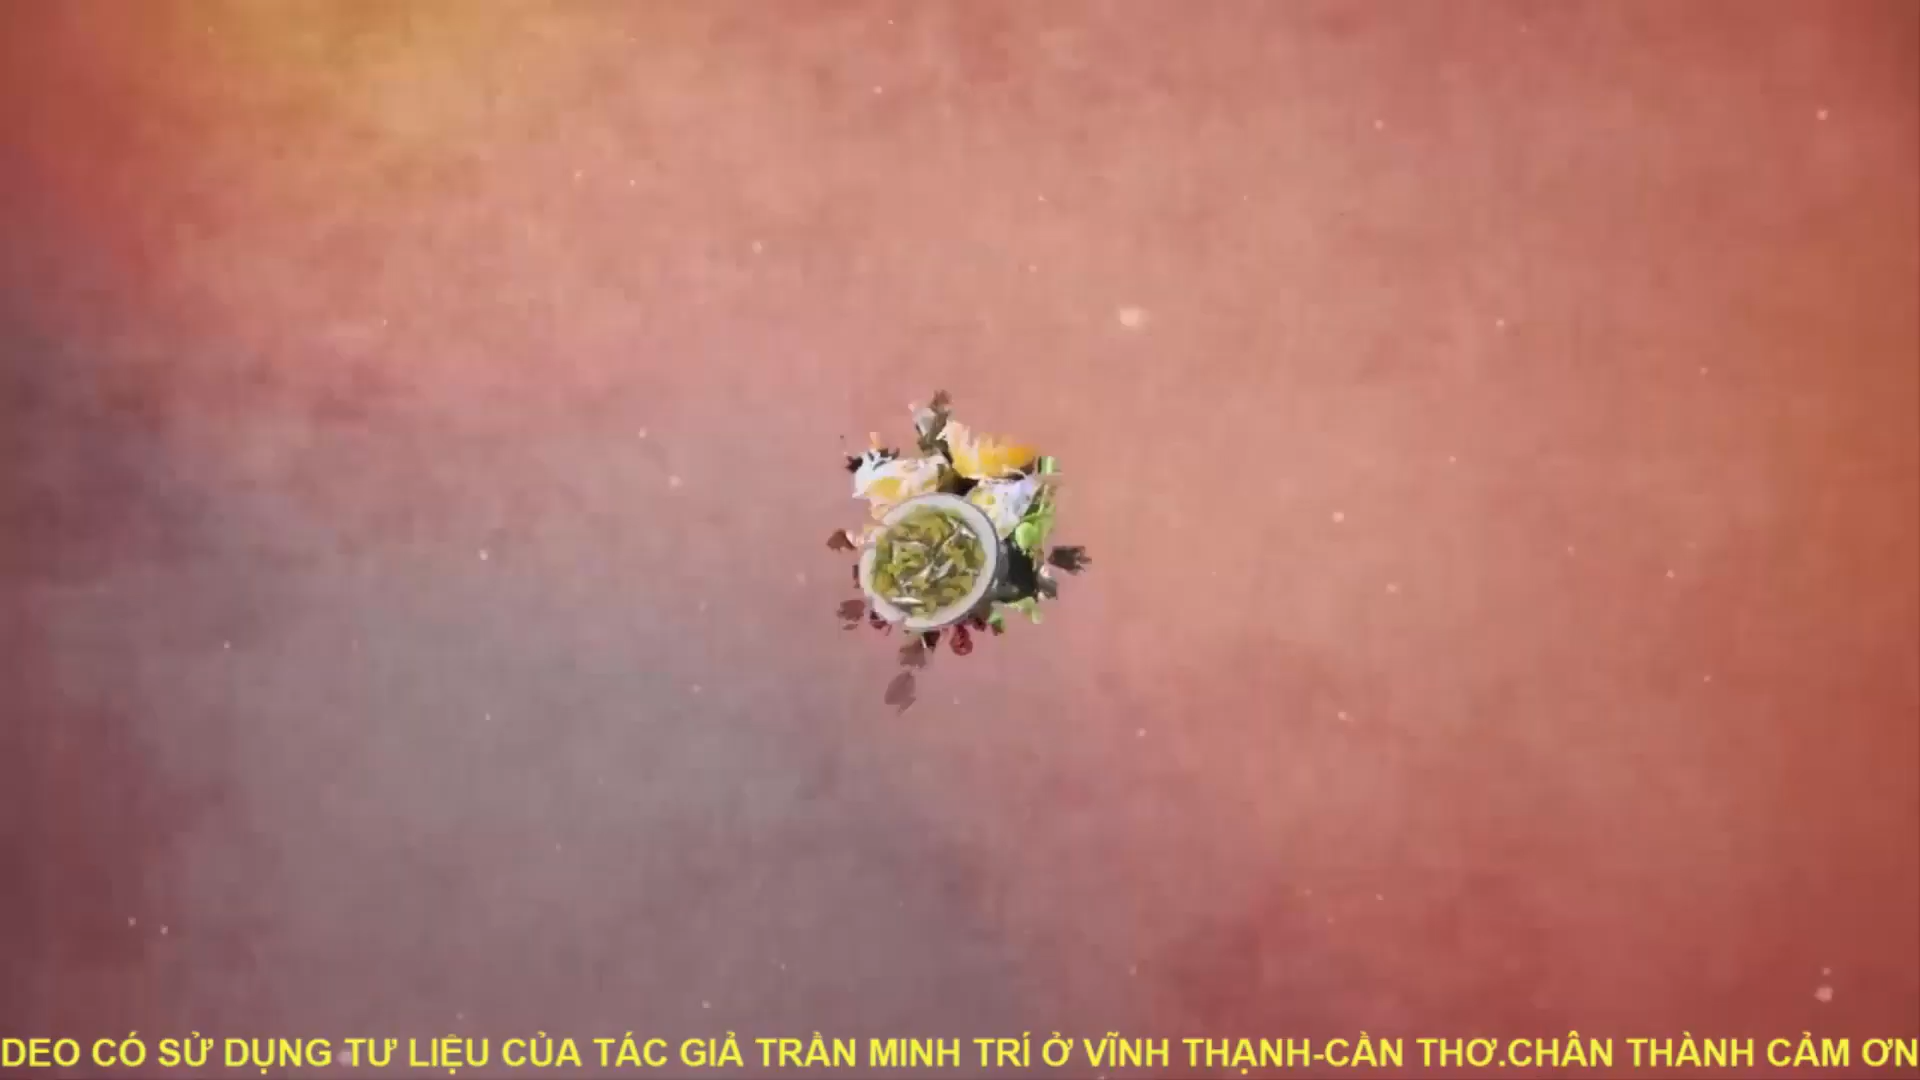 DEO CÓ SỬ DỤNG TƯ LIỆU CỦA TÁC GIẢ TRẦN MINH TRÍ Ở VĨNH THẠNH-CẦN THƠ.CHÂN THÀNH CẢM ƠN